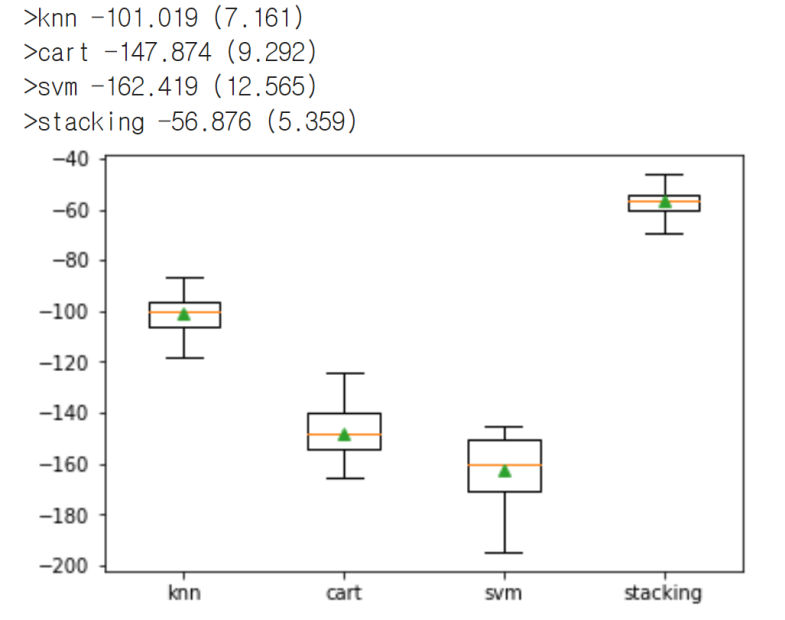 >knn -101.019 (7.161)
>cart -147.874 (9.292)
>svm -162.419 (12.565)
>stacking -56.876 (5.359)
−40
−60
−80
−100
−120
−140
−160
−180
−200
knn cart svm stacking